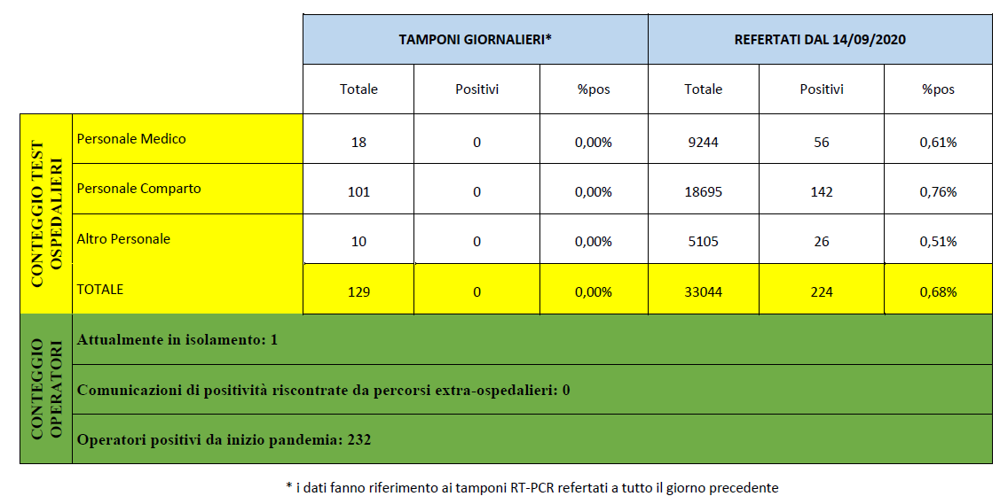 TAMPONI GIORNALIERI* REFERTATI DAL 14/09/2020
Totale Positivi %pos Totale Positivi %pos
CONTEGGIO TEST
OSPEDALIERI
Personale Medico 18 0 0,00% 9244 56 0,61%
Personale Comparto 101 0 0,00% 18695 142 0,76%
Altro Personale 10 0 0,00% 5105 26 0,51%
TOTALE 129 0 0,00% 33044 224 0,68%
CONTEGGIO
OPERATORI
Attualmente in isolamento: 1
Comunicazioni di positività riscontrate da percorsi extra-ospedalieri: 0
Operatori positivi da inizio pandemia: 232
* i dati fanno riferimento ai tamponi RT-PCR refertati a tutto il giorno precedente